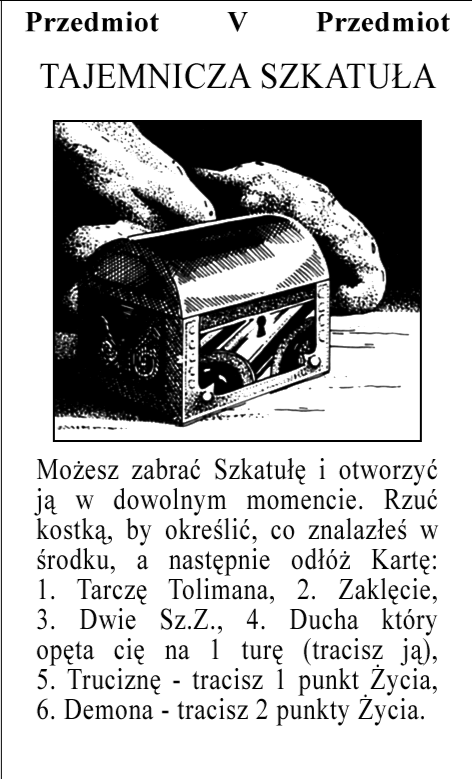 Przedmiot V Przedmiot
TAJEMNICZA SZKATUŁA
Możesz zabrać Szkatułę i otworzyć
ją w dowolnym momencie. Rzuć
kostką, by określić, co znalazłeś w
środku, a następnie odłóż Kartę:
1. Tarczę Tolimana, 2. Zaklęcie,
3. Dwie Sz.Z., 4. Ducha który
opęta cię na 1 turę (tracisz ją),
5. Truciznę - tracisz 1 punkt Życia,
6. Demona - tracisz 2 punkty Życia.